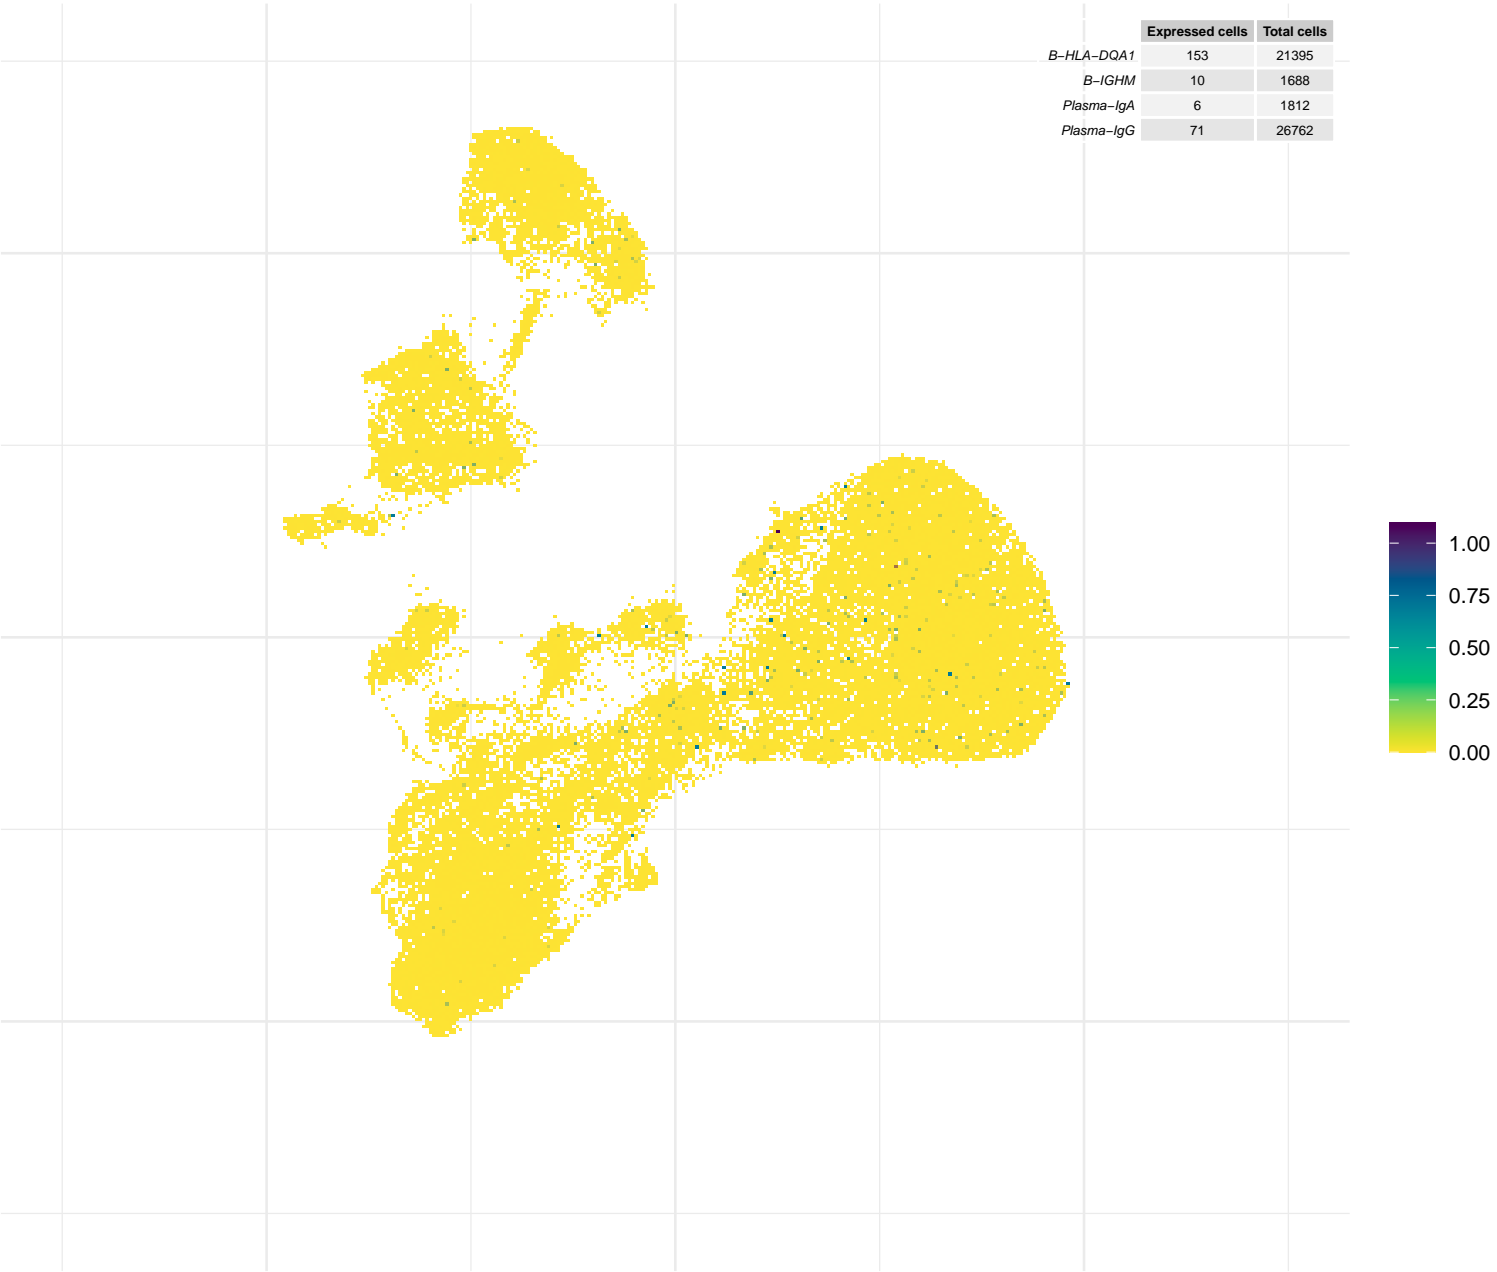 Expressed cells Total cells
B−HLA−DQA1 153 21395
B−IGHM 10 1688
Plasma−IgA 6 1812
Plasma−IgG 71 26762
1.00
0.75
0.50
0.25
0.00